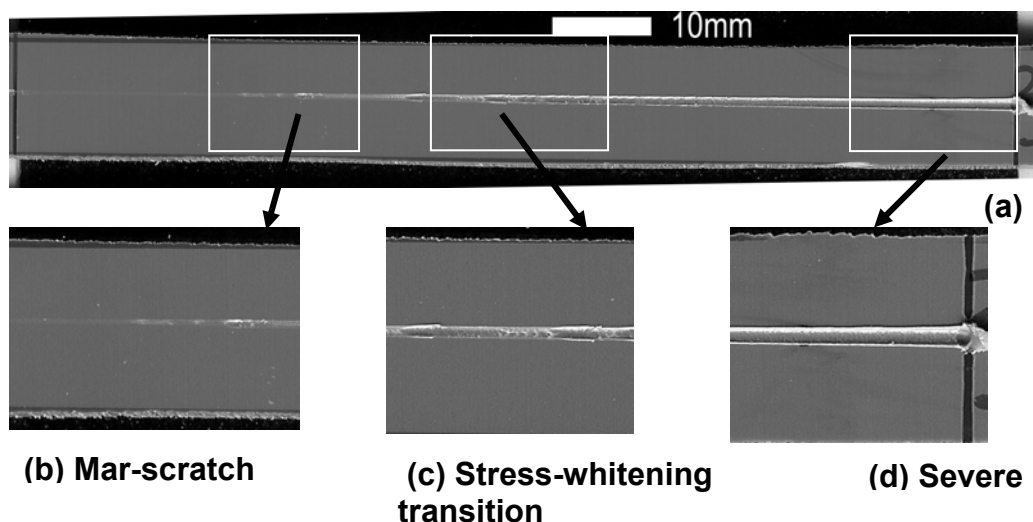 10mm
(a)
(b) Mar-scratch
(c) Stress-whitening
transition
(d) Severe